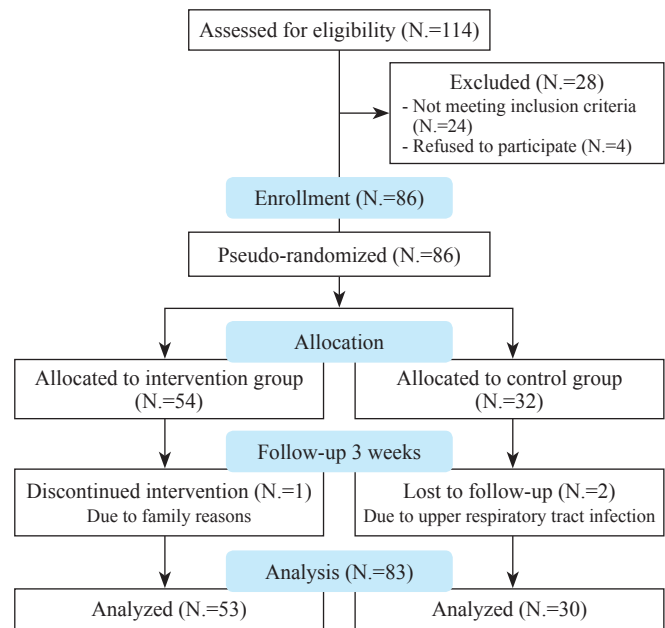 Assessed for eligibility (N.=114)
Excluded (N.=28)
- Not meeting inclusion criteria
(N.=24)
- Refused to participate (N.=4)
Enrollment (N.=86)
Pseudo-randomized (N.=86)
Allocation
Allocated to intervention group
(N.=54)
Allocated to control group
(N.=32)
Follow-up 3 weeks
Discontinued intervention (N.=1)
Due to family reasons
Lost to follow-up (N.=2)
Due to upper respiratory tract infection
Analysis (N.=83)
Analyzed (N.=53)
Analyzed (N.=30)